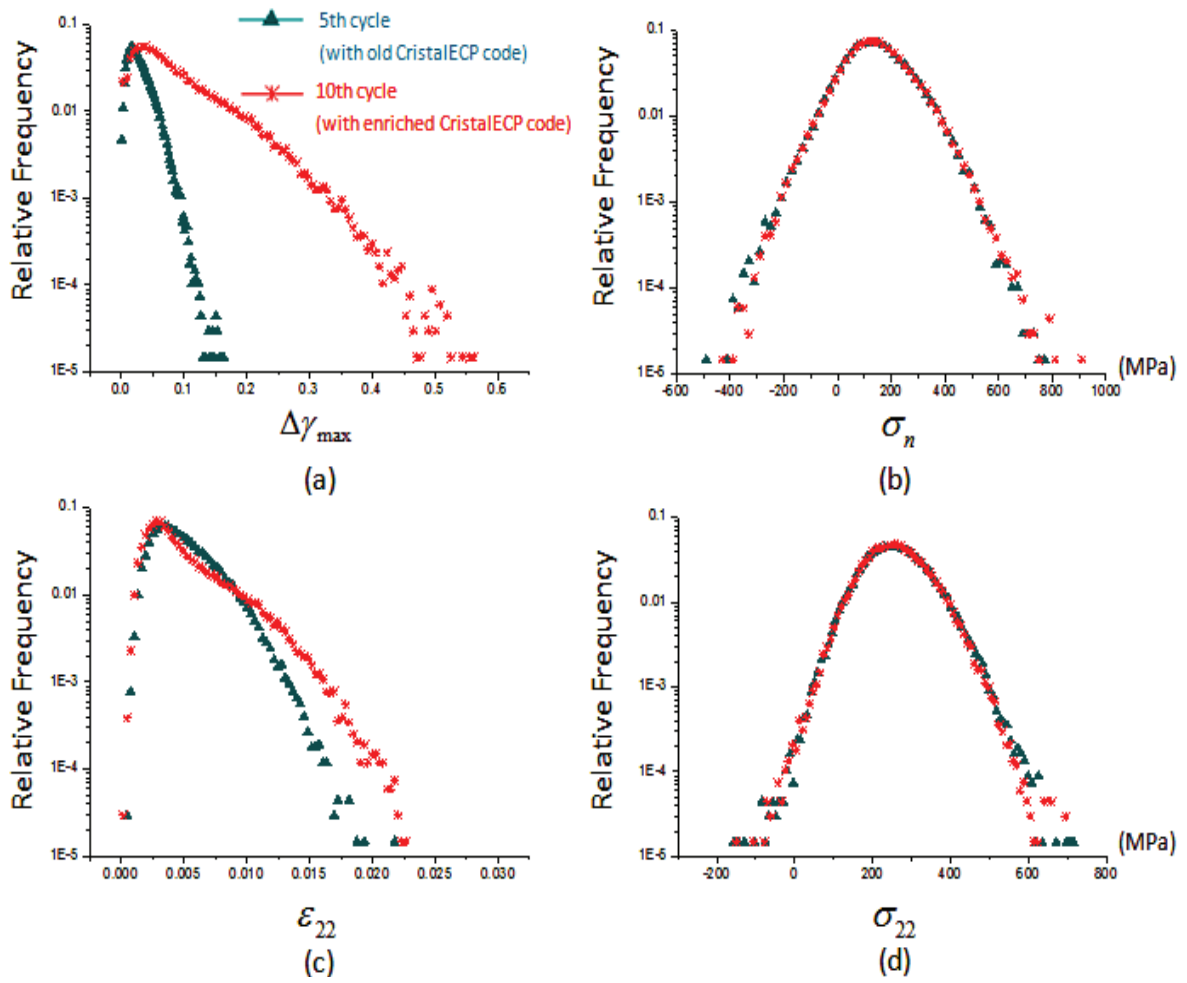 5th cycle
(with old CristalECP code)
10th cycle
(with enriched CristalECP code)
Relative Frequency
0.1
0.01
1E-3
1E-4
1E-5
0.0 0.1 0.2 0.3 0.4 0.5 0.6
Δγmax
(a)
Relative Frequency
0.1
0.01
1E-3
1E-4
1E-5
-600 -400 -200 0 200 400 600 800 1000 (MPa)
σn
(b)
Relative Frequency
0.1
0.01
1E-3
1E-4
1E-5
0.000 0.005 0.010 0.015 0.020 0.025 0.030
ε22
(c)
Relative Frequency
0.1
0.01
1E-3
1E-4
1E-5
-200 0 200 400 600 800 (MPa)
σ22
(d)